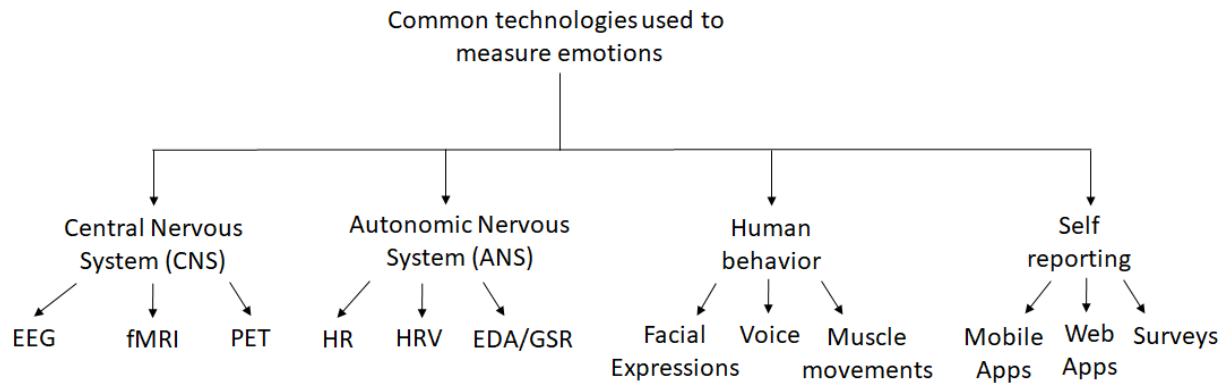 Common technologies used to
measure emotions
Central Nervous
System (CNS)
Autonomic Nervous
System (ANS)
Human
behavior
Self
reporting
EEG
fMRI
PET
HR
HRV
EDA/GSR
Facial
Expressions
Voice
Muscle
movements
Mobile
Apps
Web
Apps
Surveys